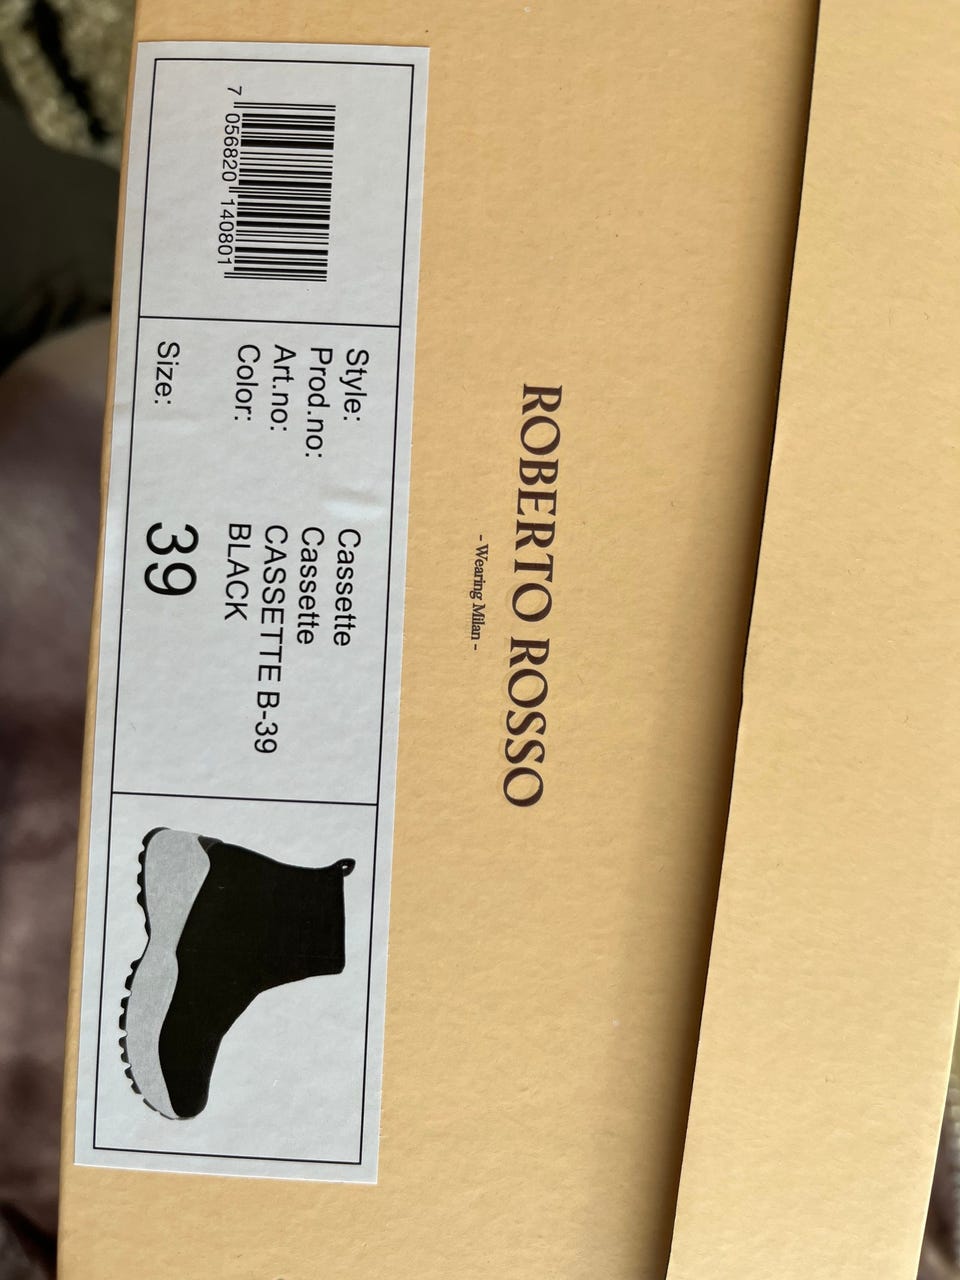 ROBERTO ROSSO
- Wearing Milan -
7 056820 140801
Style: Cassette
Prod.no: Cassette
Art.no: CASSETTE B-39
Color: BLACK
Size: 39